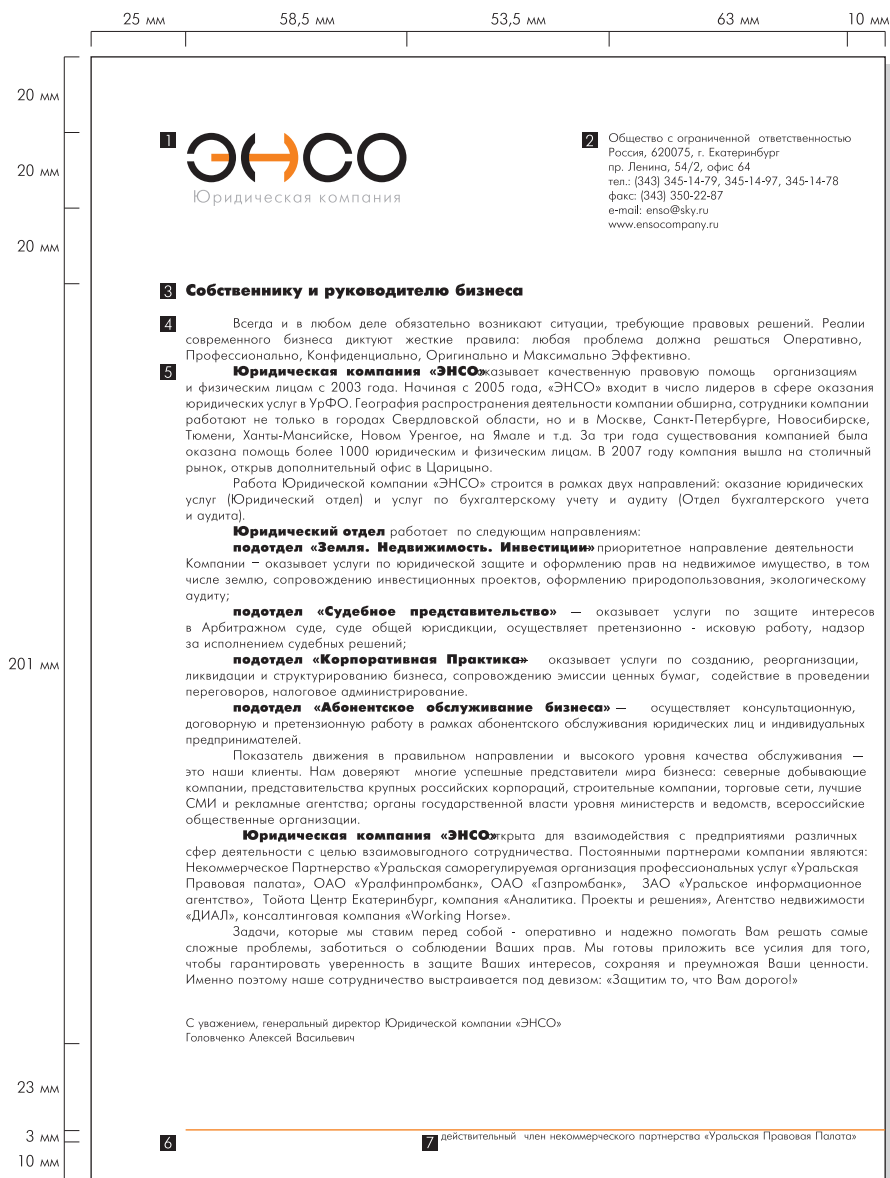 25 мм 58,5 мм 53,5 мм 63 мм 10 мм
20 мм
20 мм
20 мм
201 мм
23 мм
3 мм
10 мм
1
ЭНСО
Юридическая компания
2 Общество с ограниченной ответственностью
Россия, 620075, г. Екатеринбург
пр. Ленина, 54/2, офис 64
тел.: (343) 345-14-79, 345-14-97, 345-14-78
факс: (343) 350-22-87
e-mail: enso@sky.ru
www.ensocompany.ru
3 Собственнику и руководителю бизнеса
4 Всегда и в любом деле обязательно возникают ситуации, требующие правовых решений. Реалии
современного бизнеса диктуют жесткие правила: любая проблема должна решаться Оперативно,
Профессионально, Конфиденциально, Оригинально и Максимально Эффективно.
5 Юридическая компания «ЭНСО» оказывает качественную правовую помощь организациям
и физическим лицам с 2003 года. Начиная с 2005 года, «ЭНСО» входит в число лидеров в сфере оказания
юридических услуг в УрФО. География распространения деятельности компании обширна, сотрудники компании
работают не только в городах Свердловской области, но и в Москве, Санкт-Петербурге, Новосибирске,
Тюмени, Ханты-Мансийске, Новом Уренгое, на Ямале и т.д. За три года существования компанией была
оказана помощь более 1000 юридическим и физическим лицам. В 2007 году компания вышла на столичный
рынок, открыв дополнительный офис в Царицыно.
Работа Юридической компании «ЭНСО» строится в рамках двух направлений: оказание юридических
услуг (Юридический отдел) и услуг по бухгалтерскому учету и аудиту (Отдел бухгалтерского учета
и аудита).
Юридический отдел работает по следующим направлениям:
подотдел «Земля. Недвижимость. Инвестиции» приоритетное направление деятельности
Компании – оказывает услуги по юридической защите и оформлению прав на недвижимое имущество, в том
числе землю, сопровождению инвестиционных проектов, оформлению природопользования, экологическому
аудиту;
подотдел «Судебное представительство» — оказывает услуги по защите интересов
в Арбитражном суде, суде общей юрисдикции, осуществляет претензионно - исковую работу, надзор
за исполнением судебных решений;
подотдел «Корпоративная Практика» оказывает услуги по созданию, реорганизации,
ликвидации и структурированию бизнеса, сопровождению эмиссии ценных бумаг, содействие в проведении
переговоров, налоговое администрирование.
подотдел «Абонентское обслуживание бизнеса» — осуществляет консультационную,
договорную и претензионную работу в рамках абонентского обслуживания юридических лиц и индивидуальных
предпринимателей.
Показатель движения в правильном направлении и высокого уровня качества обслуживания —
это наши клиенты. Нам доверяют многие успешные представители мира бизнеса: северные добывающие
компании, представительства крупных российских корпораций, строительные компании, торговые сети, лучшие
СМИ и рекламные агентства; органы государственной власти уровня министерств и ведомств, всероссийские
общественные организации.
Юридическая компания «ЭНСО» открыта для взаимодействия с предприятиями различных
сфер деятельности с целью взаимовыгодного сотрудничества. Постоянными партнерами компании являются:
Некоммерческое Партнерство «Уральская саморегулируемая организация профессиональных услуг «Уральская
Правовая палата», ОАО «Уралфинпромбанк», ОАО «Газпромбанк», ЗАО «Уральское информационное
агентство», Тойота Центр Екатеринбург, компания «Аналитика. Проекты и решения», Агентство недвижимости
«ДИАЛ», консалтинговая компания «Working Horse».
Задачи, которые мы ставим перед собой - оперативно и надежно помогать Вам решать самые
сложные проблемы, заботиться о соблюдении Ваших прав. Мы готовы приложить все усилия для того,
чтобы гарантировать уверенность в защите Ваших интересов, сохраняя и преумножая Ваши ценности.
Именно поэтому наше сотрудничество выстраивается под девизом: «Защитим то, что Вам дорого!»
С уважением, генеральный директор Юридической компании «ЭНСО»
Головченко Алексей Васильевич
6
7 действительный член некоммерческого партнерства «Уральская Правовая Палата»